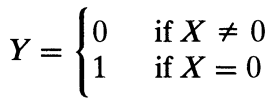 Y = { 0 if X ≠ 0
1 if X = 0